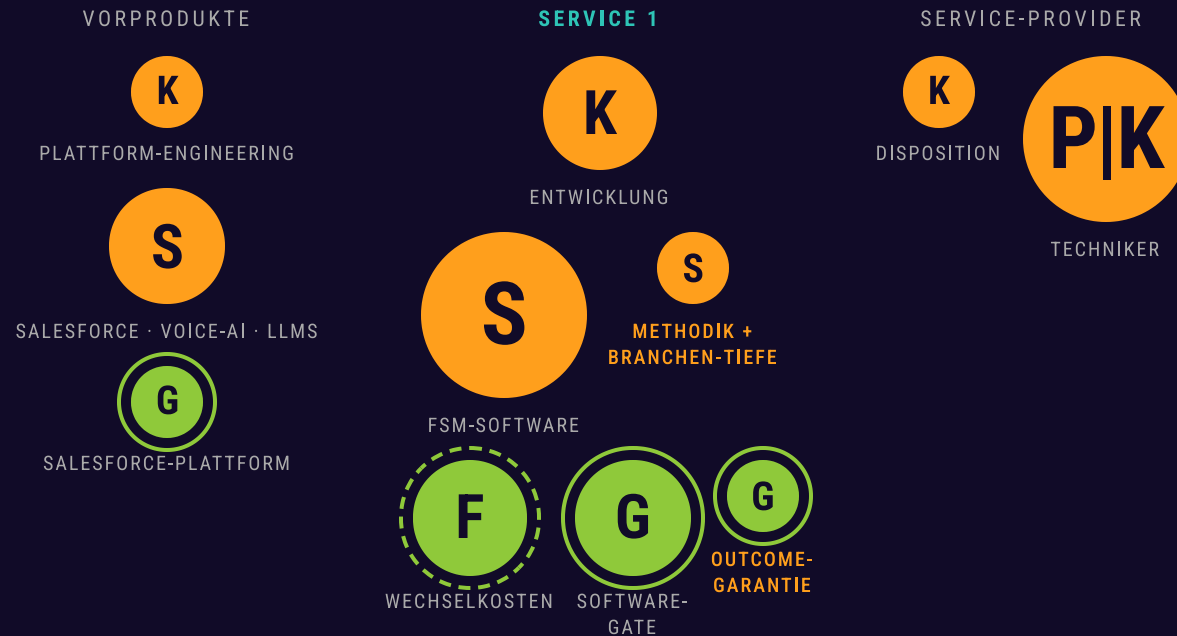 VORPRODUKTE
K
PLATTFORM-ENGINEERING
S
SALESFORCE · VOICE-AI · LLMS
G
SALESFORCE-PLATTFORM
SERVICE 1
K
ENTWICKLUNG
S
FSM-SOFTWARE
S
METHODIK +
BRANCHEN-TIEFE
F
WECHSELKOSTEN
G
SOFTWARE-
GATE
G
OUTCOME-
GARANTIE
SERVICE-PROVIDER
K
DISPOSITION
P|K
TECHNIKER